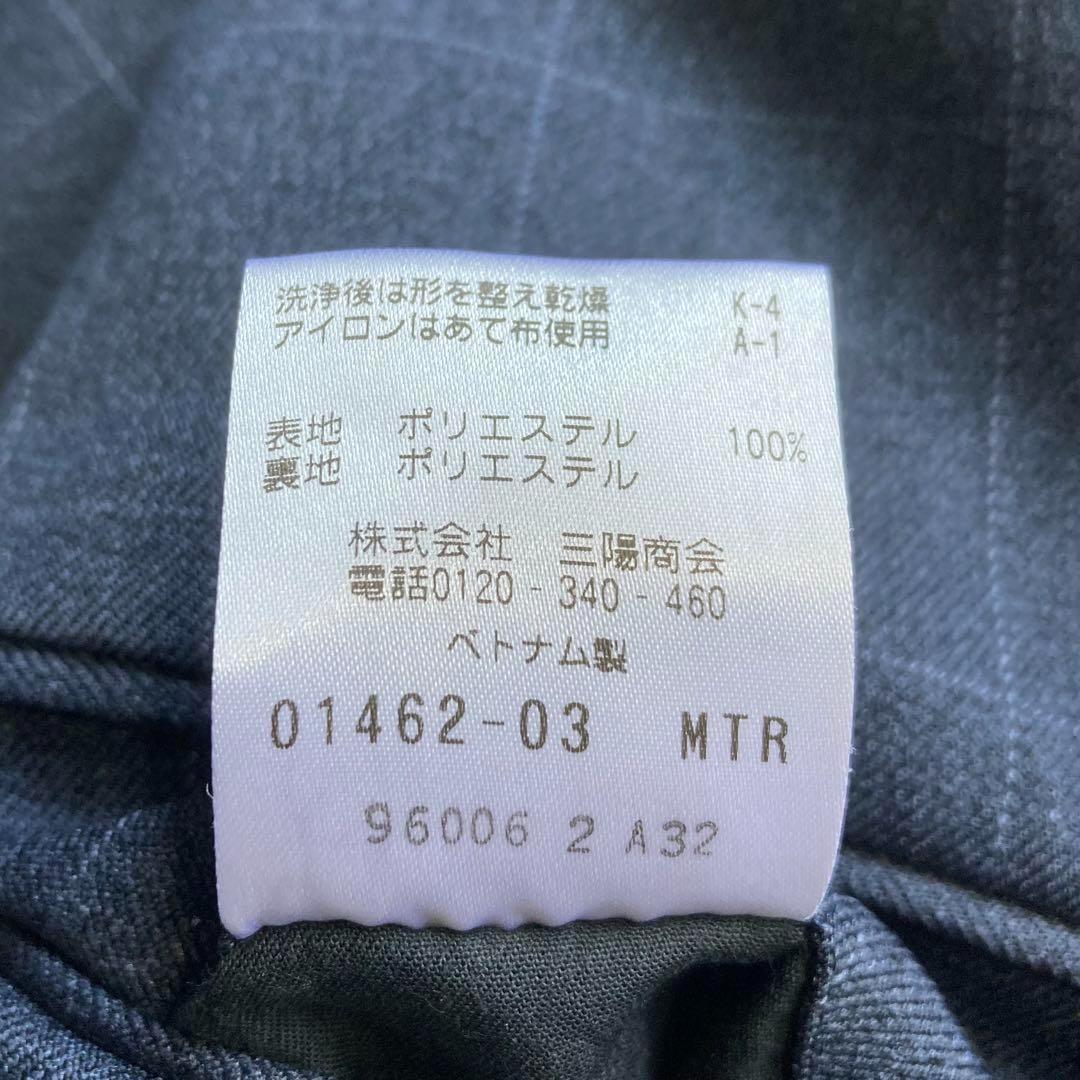 洗浄後は形を整え乾燥 K-4
アイロンはあて布使用 A-1
表地 ポリエステル 100%
裏地 ポリエステル
株式会社 三陽商会
電話0120-340-460
ベトナム製
01462-03 MTR
96006 2 A32